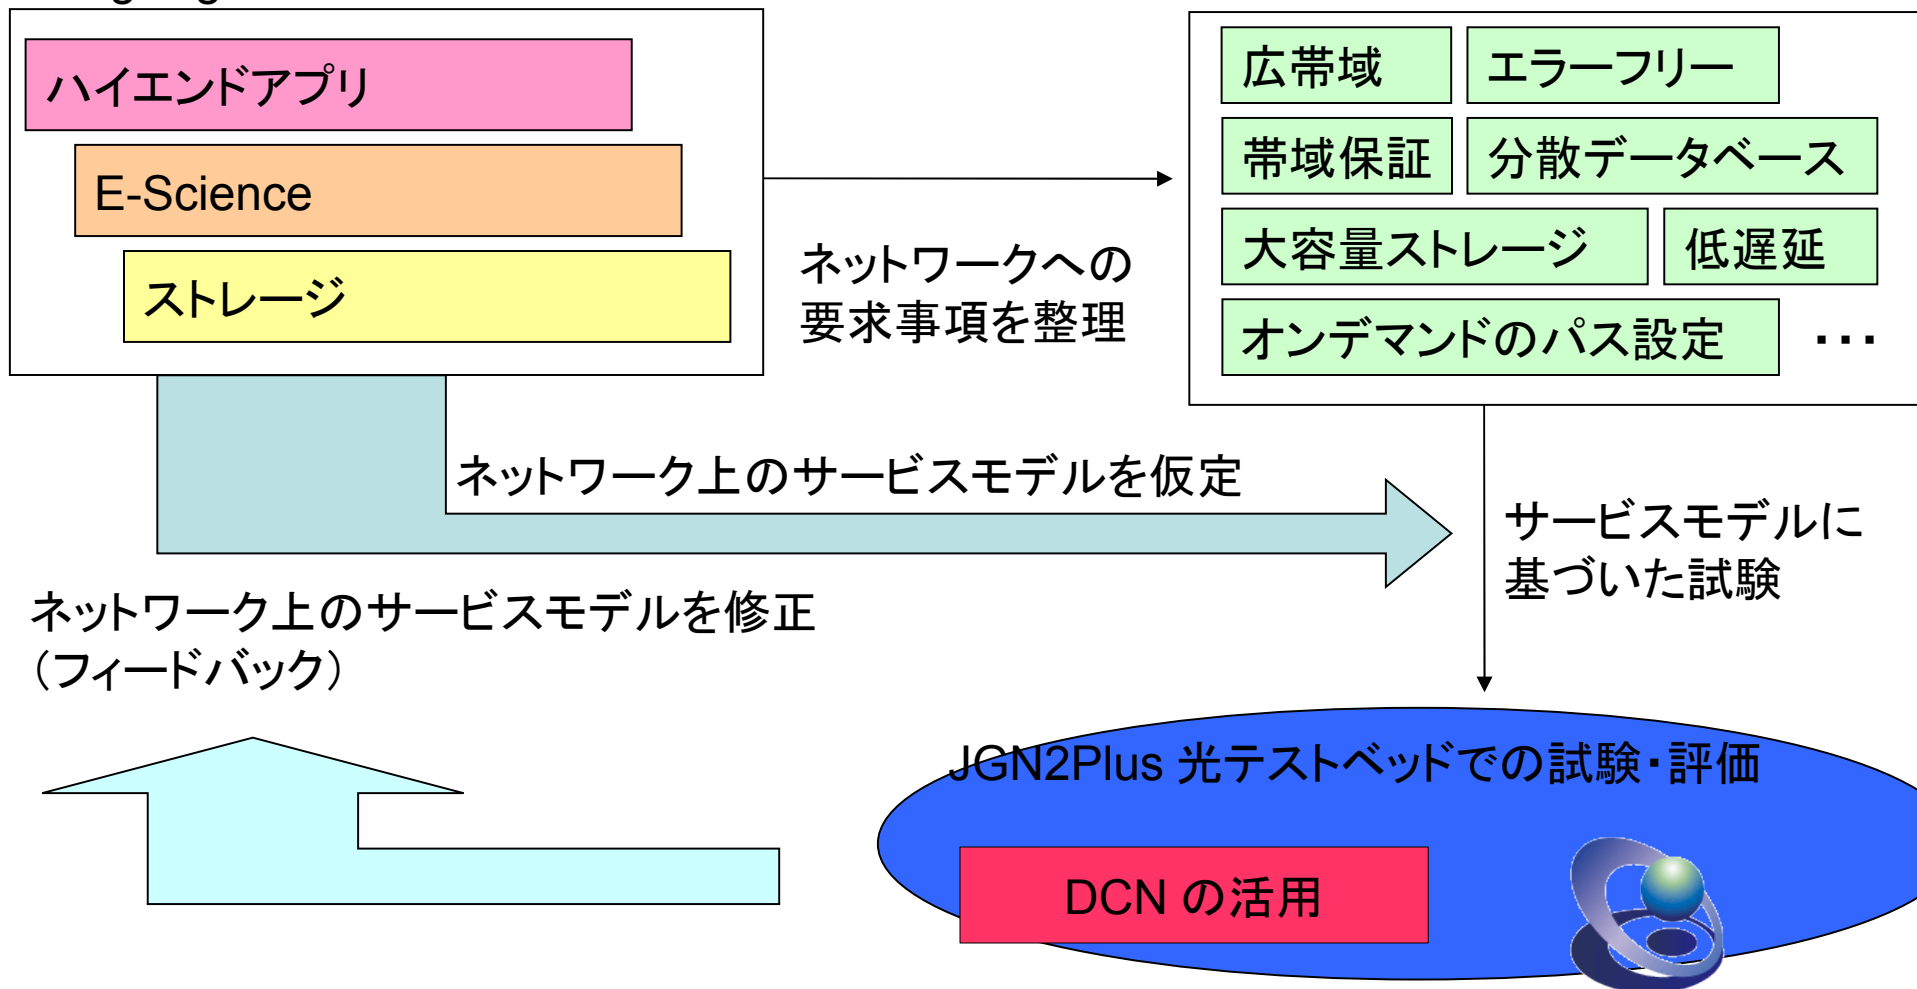 ハイエンドアプリ
E-Science
ストレージ
ネットワークへの
要求事項を整理
広帯域
エラーフリー
帯域保証
分散データベース
大容量ストレージ
低遅延
オンデマンドのパス設定
・・・
ネットワーク上のサービスモデルを仮定
サービスモデルに
基づいた試験
ネットワーク上のサービスモデルを修正
（フィードバック）
JGN2Plus 光テストベッドでの試験・評価
DCN の活用